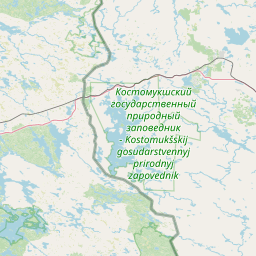 Костомукшский
государственный
природный
заповедник
- Kostomukšskij
gosudarstvennyj
prirodnyj
zapovednik